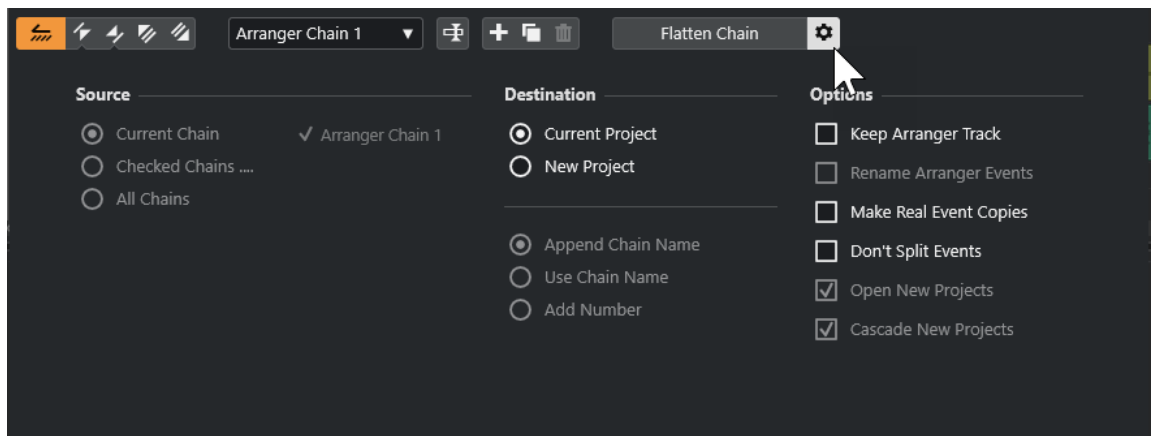 Arranger Chain 1
Flatten Chain
Source
Current Chain
Arranger Chain 1
Checked Chains ....
All Chains
Destination
Current Project
New Project
Append Chain Name
Use Chain Name
Add Number
Options
Keep Arranger Track
Rename Arranger Events
Make Real Event Copies
Don't Split Events
Open New Projects
Cascade New Projects